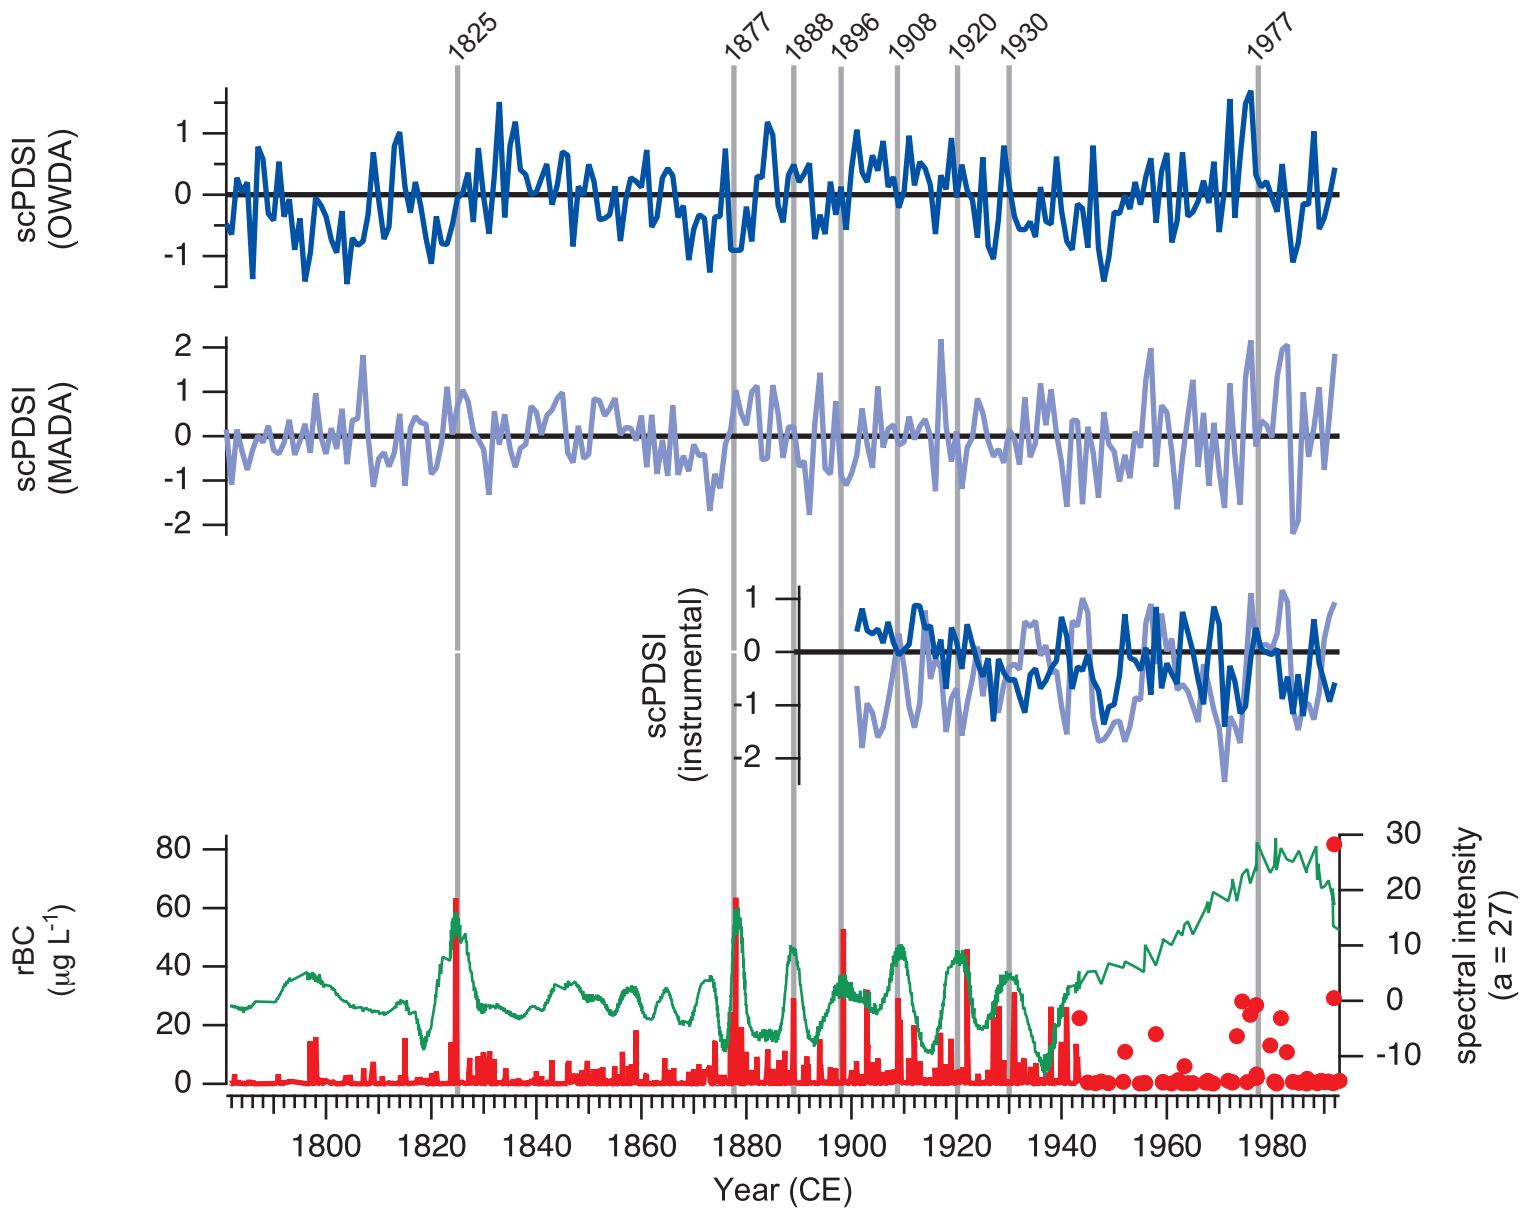 1825
1877
1888
1896
1908
1920
1930
1977
scPDSI
(OWDA)
1
0
-1
scPDSI
(MADA)
2
1
0
-1
-2
scPDSI
(instrumental)
1
0
-1
-2
rBC
(µg L-1)
80
60
40
20
0
30
20
10
0
-10
spectral intensity
(a = 27)
1800 1820 1840 1860 1880 1900 1920 1940 1960 1980
Year (CE)